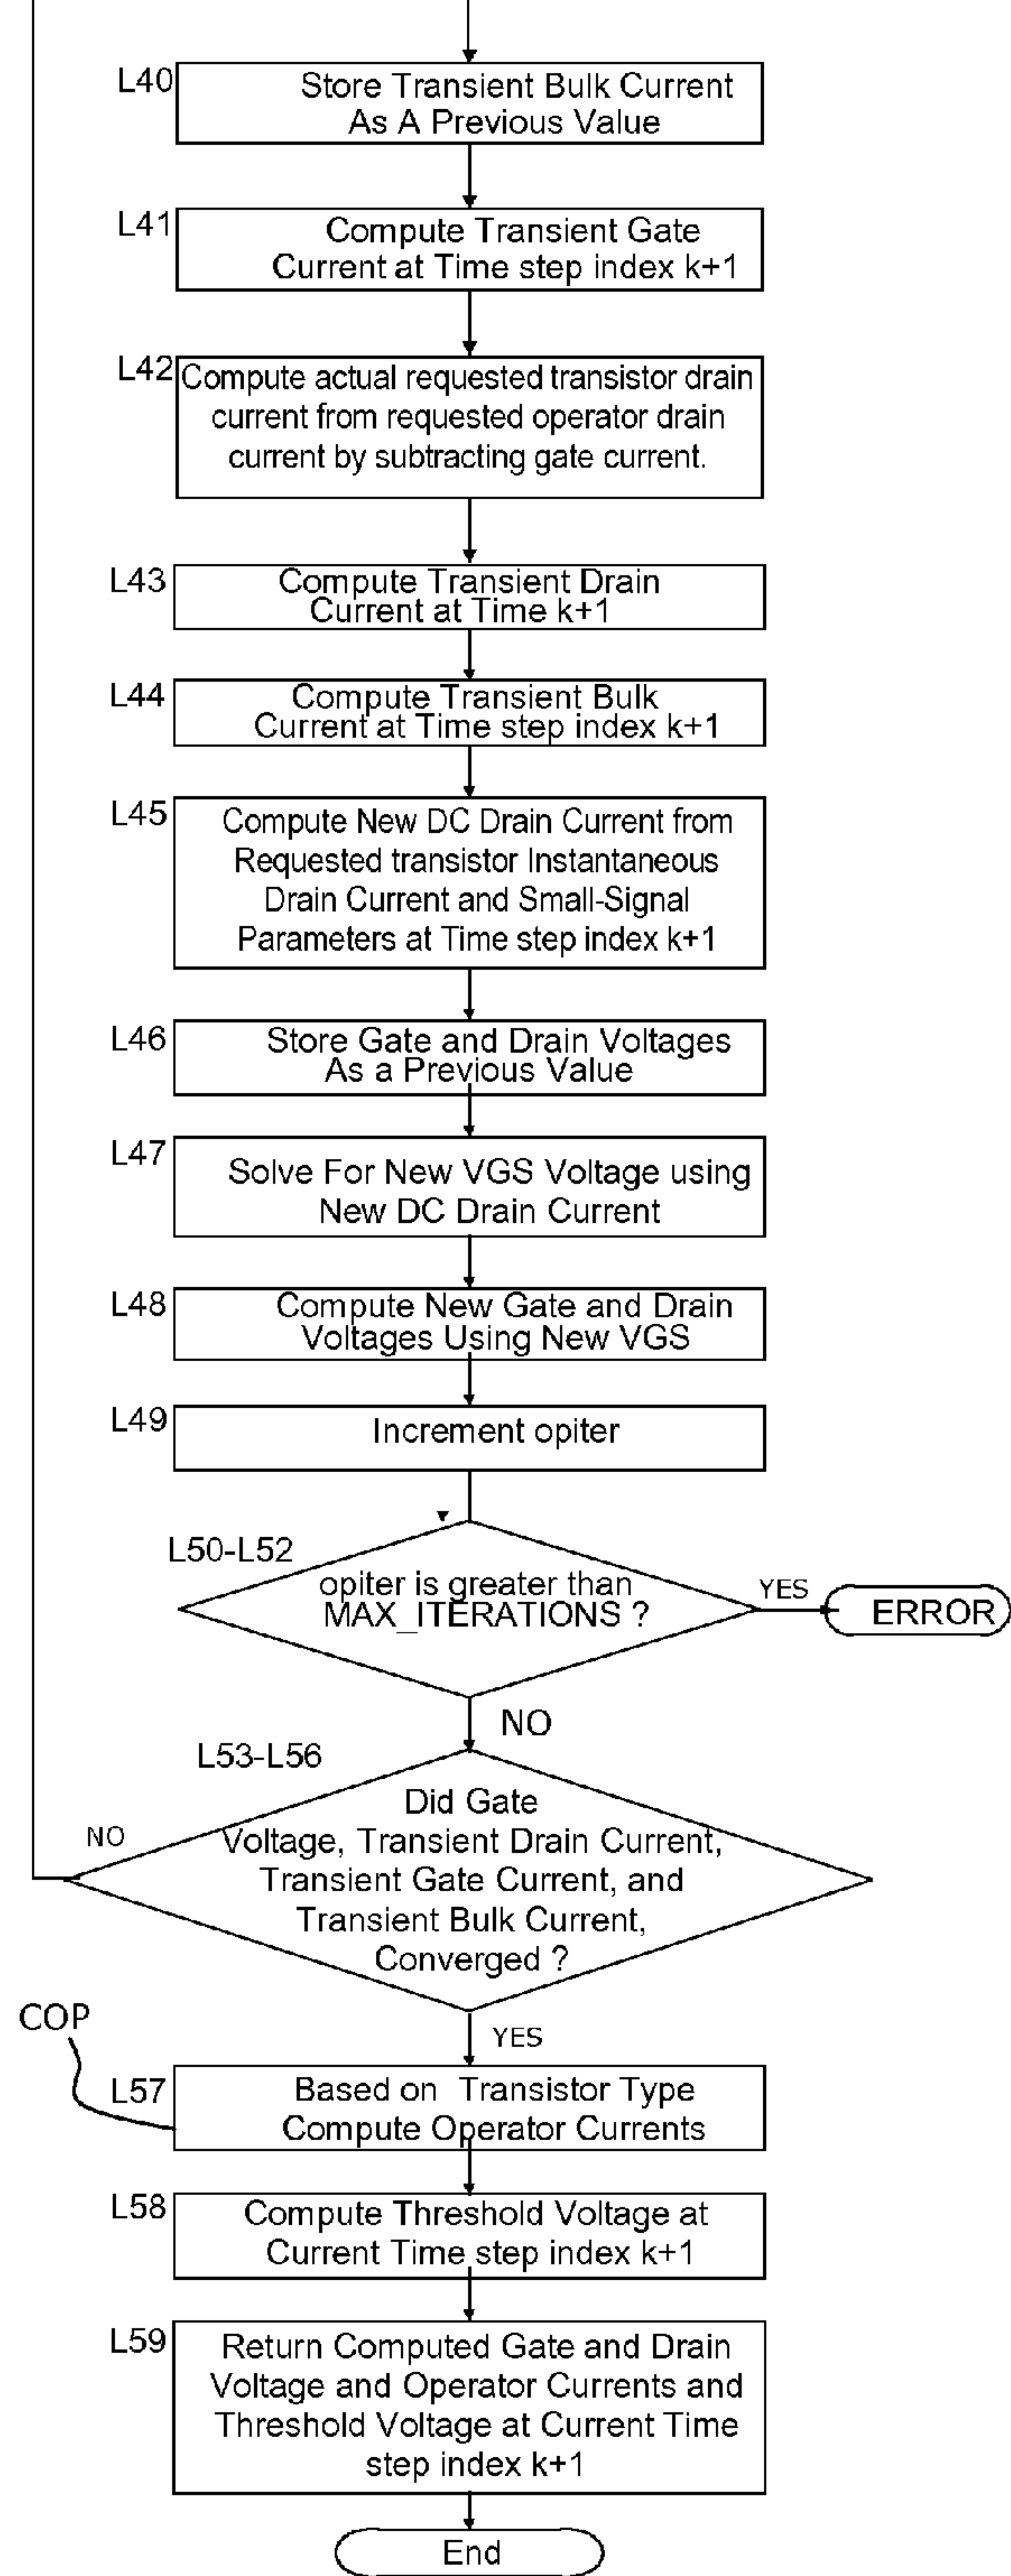 L40
Store Transient Bulk Current
As A Previous Value
L41
Compute Transient Gate
Current at Time step index k+1
L42
Compute actual requested transistor drain
current from requested operator drain
current by subtracting gate current.
L43
Compute Transient Drain
Current at Time k+1
L44
Compute Transient Bulk
Current at Time step index k+1
L45
Compute New DC Drain Current from
Requested transistor Instantaneous
Drain Current and Small-Signal
Parameters at Time step index k+1
L46
Store Gate and Drain Voltages
As a Previous Value
L47
Solve For New VGS Voltage using
New DC Drain Current
L48
Compute New Gate and Drain
Voltages Using New VGS
L49
Increment opiter
L50-L52
opiter is greater than
MAX_ITERATIONS ?
YES
ERROR
NO
L53-L56
Did Gate
Voltage, Transient Drain Current,
Transient Gate Current, and
Transient Bulk Current,
Converged ?
NO
YES
COP
L57
Based on Transistor Type
Compute Operator Currents
L58
Compute Threshold Voltage at
Current Time step index k+1
L59
Return Computed Gate and Drain
Voltage and Operator Currents and
Threshold Voltage at Current Time
step index k+1
End